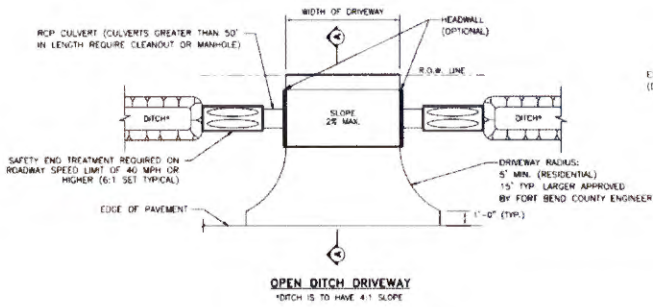 WIDTH OF DRIVEWAY
RCP CULVERT (CULVERTS GREATER THAN 50'
IN LENGTH REQUIRE CLEANOUT OR MANHOLE)
A
HEADWALL
(OPTIONAL)
R.O.W. LINE
E
(D
DITCH*
SLOPE
2% MAX.
DITCH*
SAFETY END TREATMENT REQUIRED ON
ROADWAY SPEED LIMIT OF 40 MPH OR
HIGHER (6:1 SET TYPICAL)
DRIVEWAY RADIUS:
5' MIN. (RESIDENTIAL)
15' TYP. LARGER APPROVED
BY FORT BEND COUNTY ENGINEER
EDGE OF PAVEMENT
1'-0" (TYP.)
A
OPEN DITCH DRIVEWAY
*DITCH IS TO HAVE 4:1 SLOPE